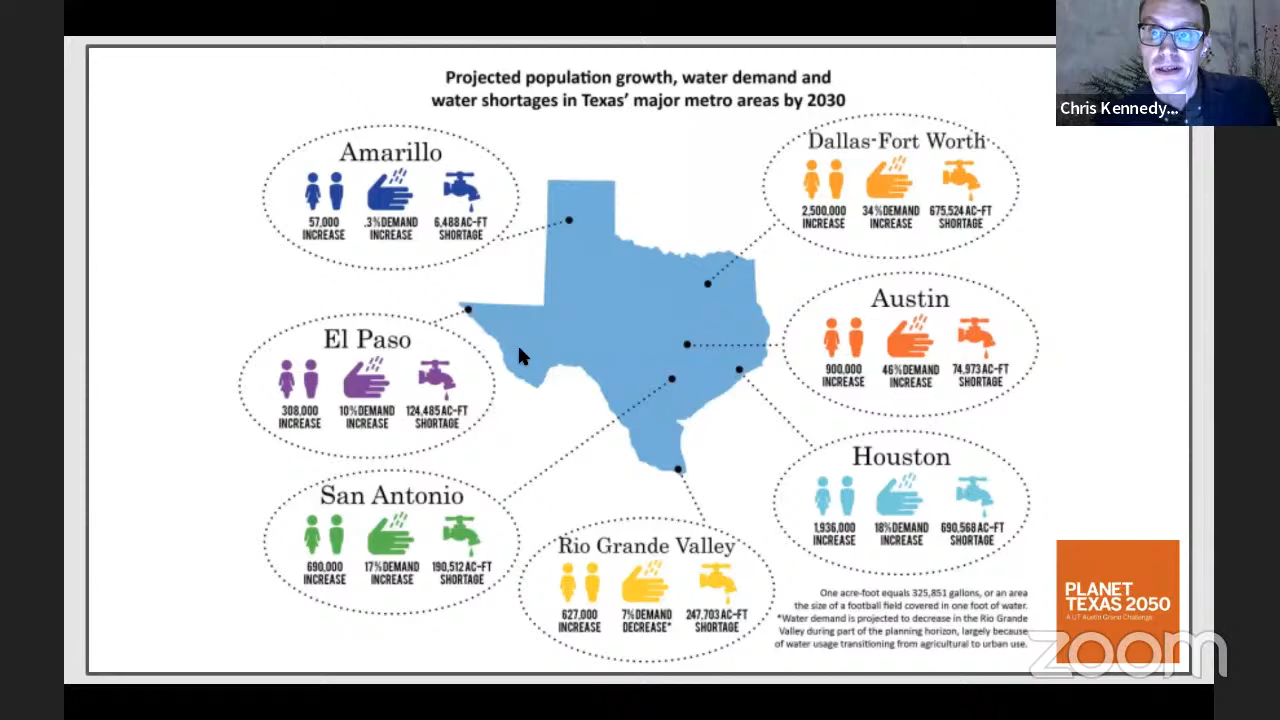 Projected population growth, water demand and
water shortages in Texas' major metro areas by 2030
Chris Kennedy...
Amarillo
57,000 INCREASE
.3% DEMAND INCREASE
6,488 AC-FT SHORTAGE
Dallas-Fort Worth
2,500,000 INCREASE
34% DEMAND INCREASE
675,524 AC-FT SHORTAGE
El Paso
308,000 INCREASE
10% DEMAND INCREASE
124,485 AC-FT SHORTAGE
Austin
900,000 INCREASE
46% DEMAND INCREASE
74,973 AC-FT SHORTAGE
San Antonio
690,000 INCREASE
17% DEMAND INCREASE
190,512 AC-FT SHORTAGE
Houston
1,936,000 INCREASE
18% DEMAND INCREASE
690,568 AC-FT SHORTAGE
Rio Grande Valley
627,000 INCREASE
7% DEMAND DECREASE*
247,703 AC-FT SHORTAGE
One acre-foot equals 325,851 gallons, or an area
the size of a football field covered in one foot of water.
*Water demand is projected to decrease in the Rio Grande
Valley during part of the planning horizon, largely because
of water usage transitioning from agricultural to urban use.
PLANET
TEXAS 2050
A UT Austin Grand Challenge
zoom